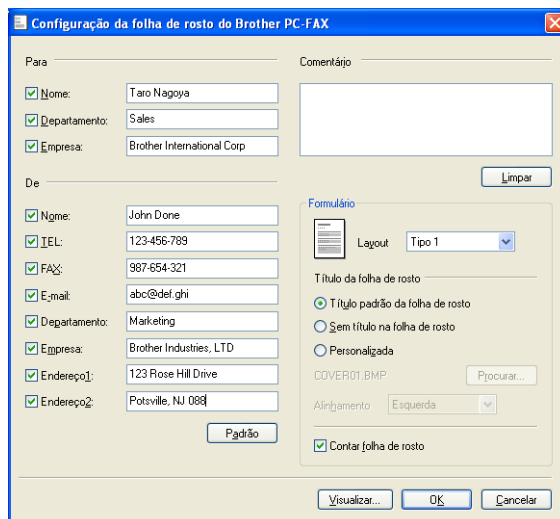 Configuração da folha de rosto do Brother PC-FAX
Para
Nome: Taro Nagoya
Departamento: Sales
Empresa: Brother International Corp
De
Nome: John Done
TEL: 123-456-789
FAX: 987-654-321
E-mail: abc@def.ghi
Departamento: Marketing
Empresa: Brother Industries, LTD
Endereço1: 123 Rose Hill Drive
Endereço2: Potsville, NJ 088
Padrão
Comentário
Limpar
Formulário
Layout Tipo 1
Título da folha de rosto
Título padrão da folha de rosto
Sem título na folha de rosto
Personalizada
COVER01.BMP Procurar...
Alinhamento Esquerda
Contar folha de rosto
Visualizar... OK Cancelar